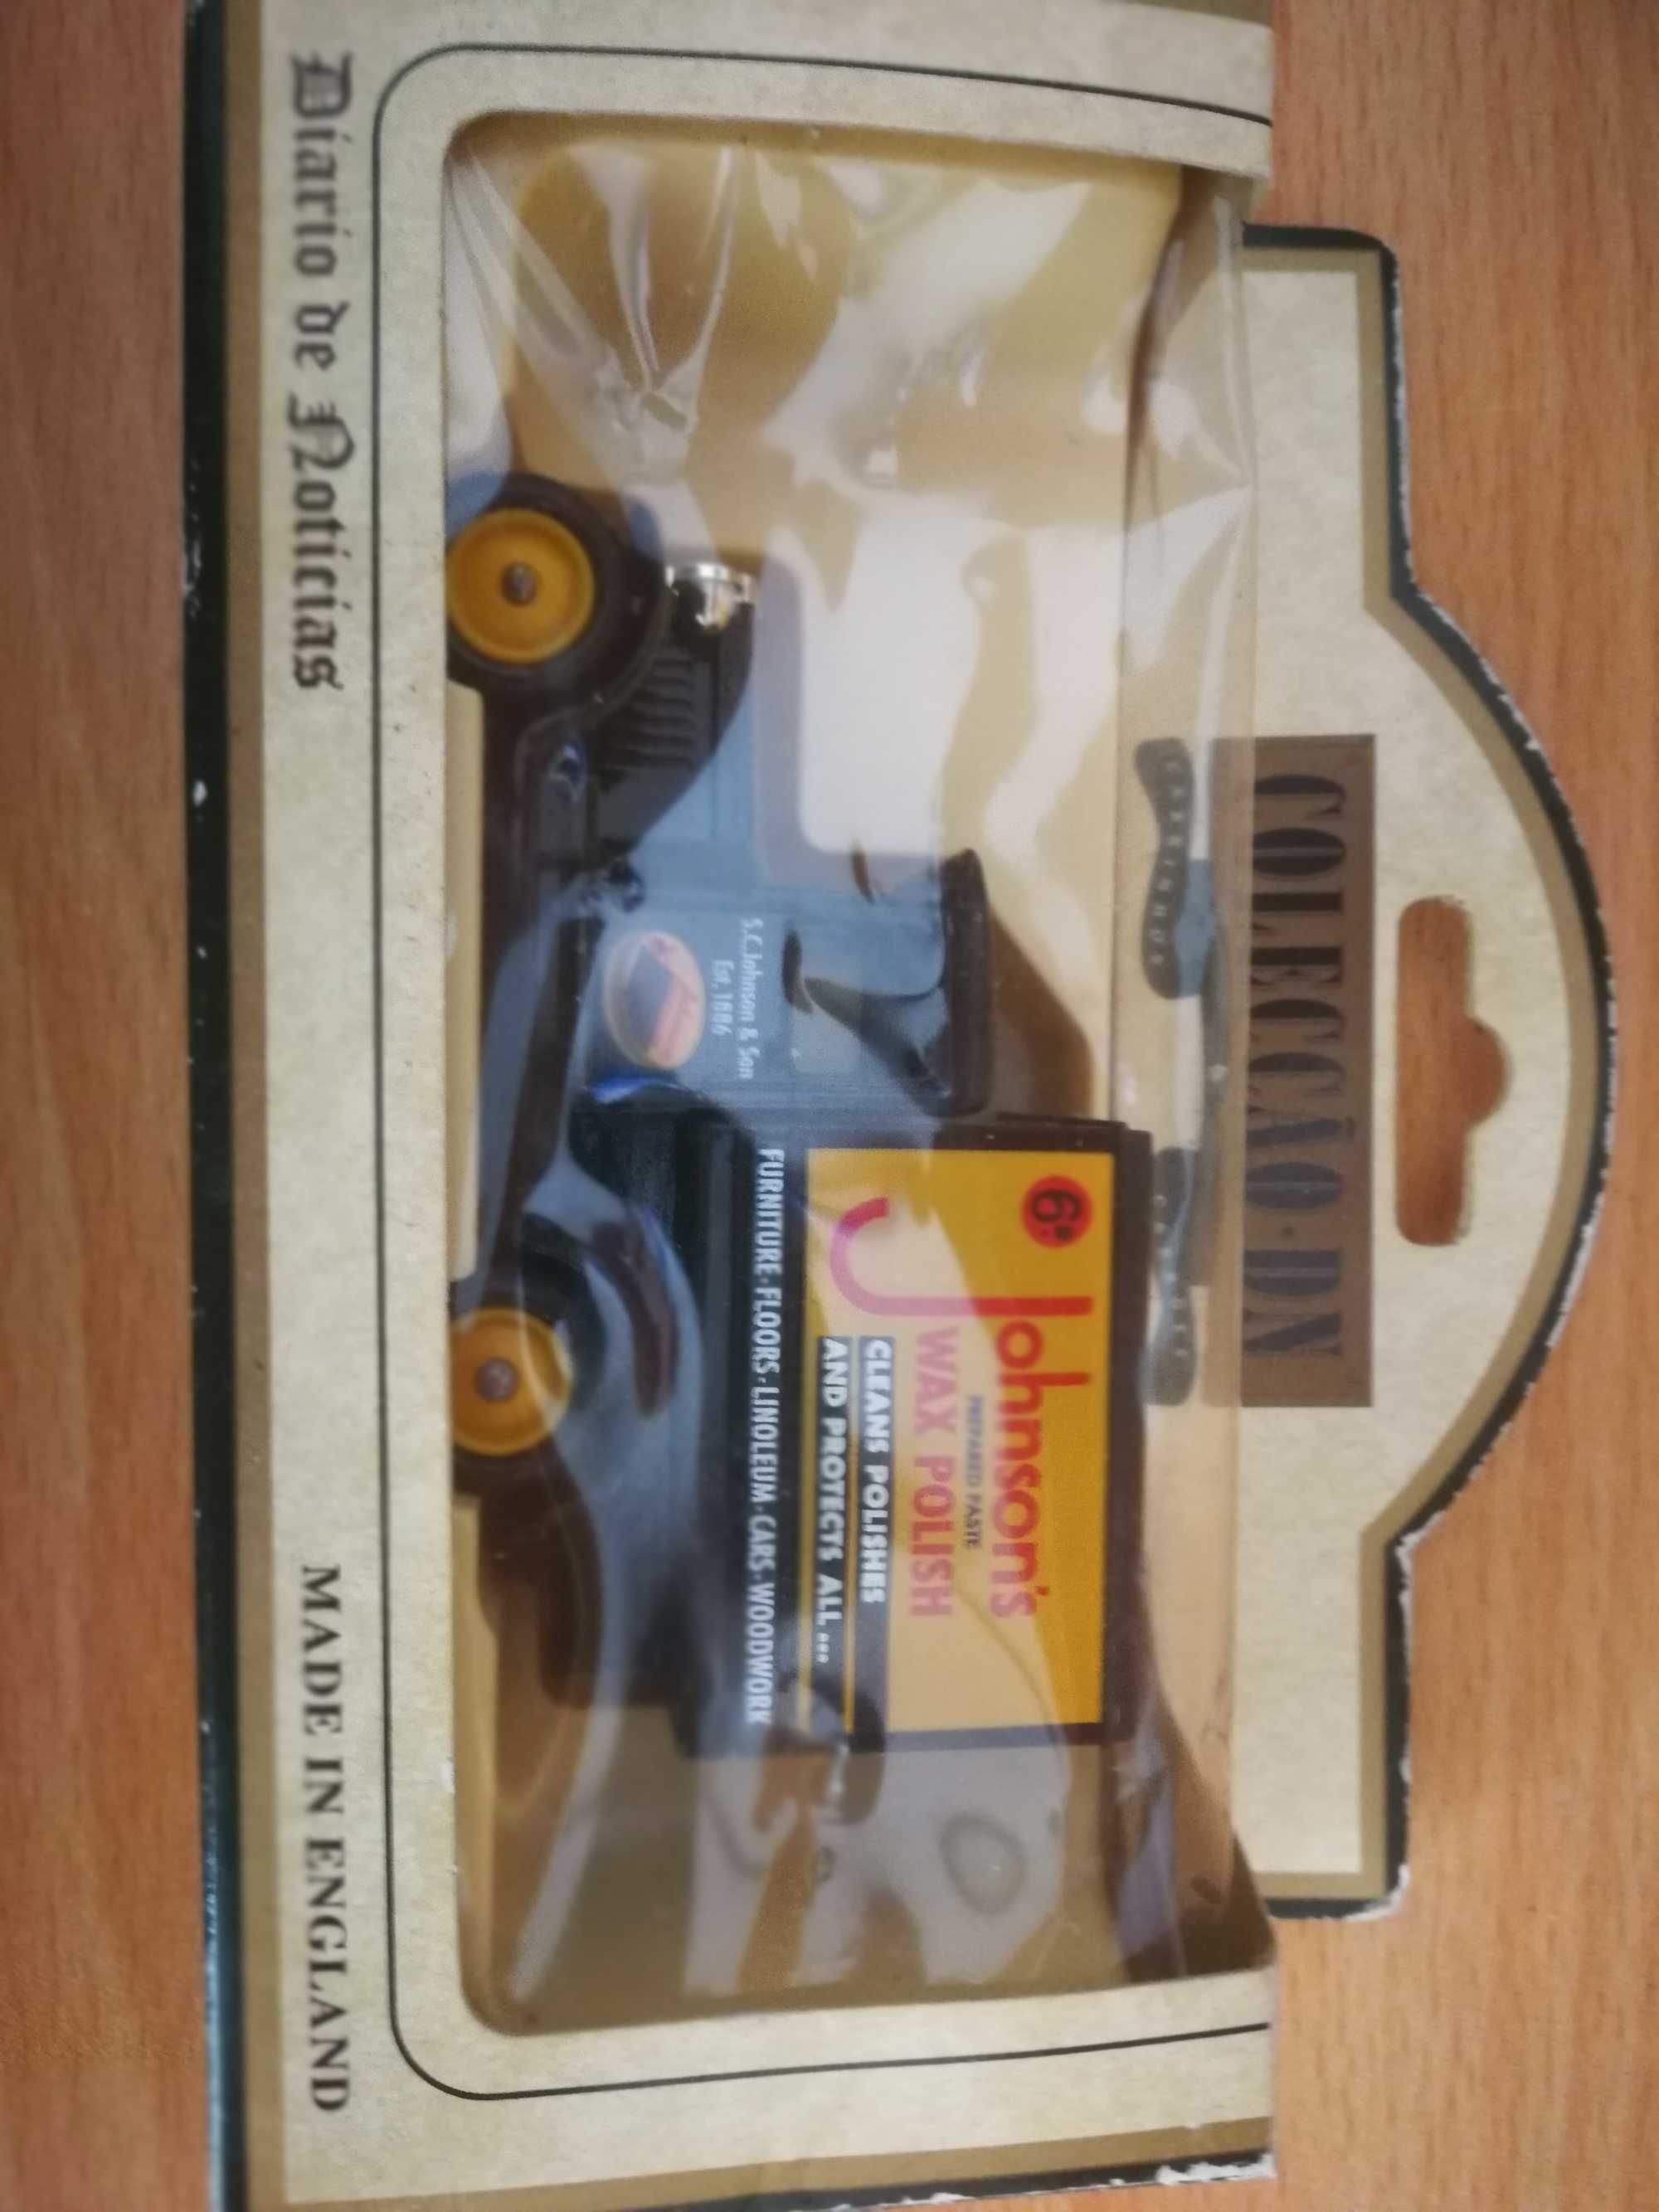 COLECÇÃO · DN
S.C.Johnson & Son
Est.1886
6ᴰ
Johnson's
PREPARED PASTE
WAX POLISH
CLEANS POLISHES
AND PROTECTS ALL...
FURNITURE·FLOORS·LINOLEUM·CARS·WOODWORK
Diario de Noticias
MADE IN ENGLAND